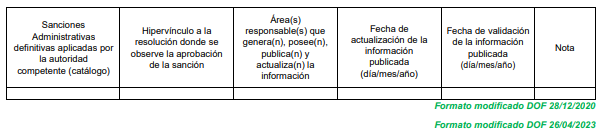 Sanciones
Administrativas
definitivas aplicadas por
la autoridad
competente (catálogo)
Hipervínculo a la
resolución donde se
observe la aprobación
de la sanción
Área(s)
responsable(s) que
genera(n), posee(n),
publica(n) y
actualiza(n) la
información
Fecha de
actualización de la
información
publicada
(día/mes/año)
Fecha de validación
de la información
publicada
(día/mes/año)
Nota
Formato modificado DOF 28/12/2020
Formato modificado DOF 26/04/2023